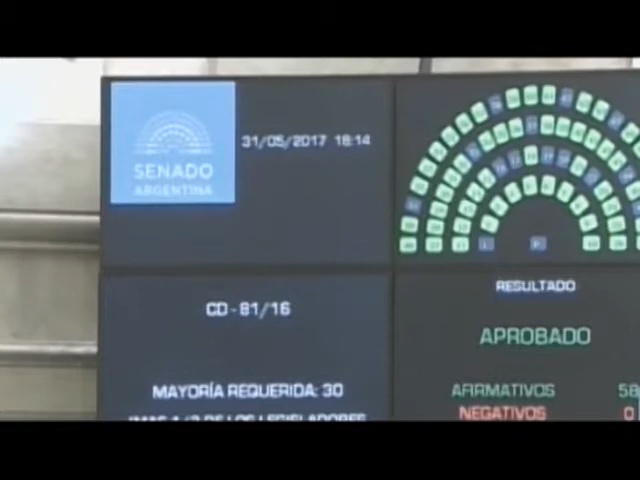 SENADO
ARGENTINA
31/05/2017 18:14
CD - 81/16
MAYORÍA REQUERIDA: 30
RESULTADO
APROBADO
AFIRMATIVOS 58
NEGATIVOS 0